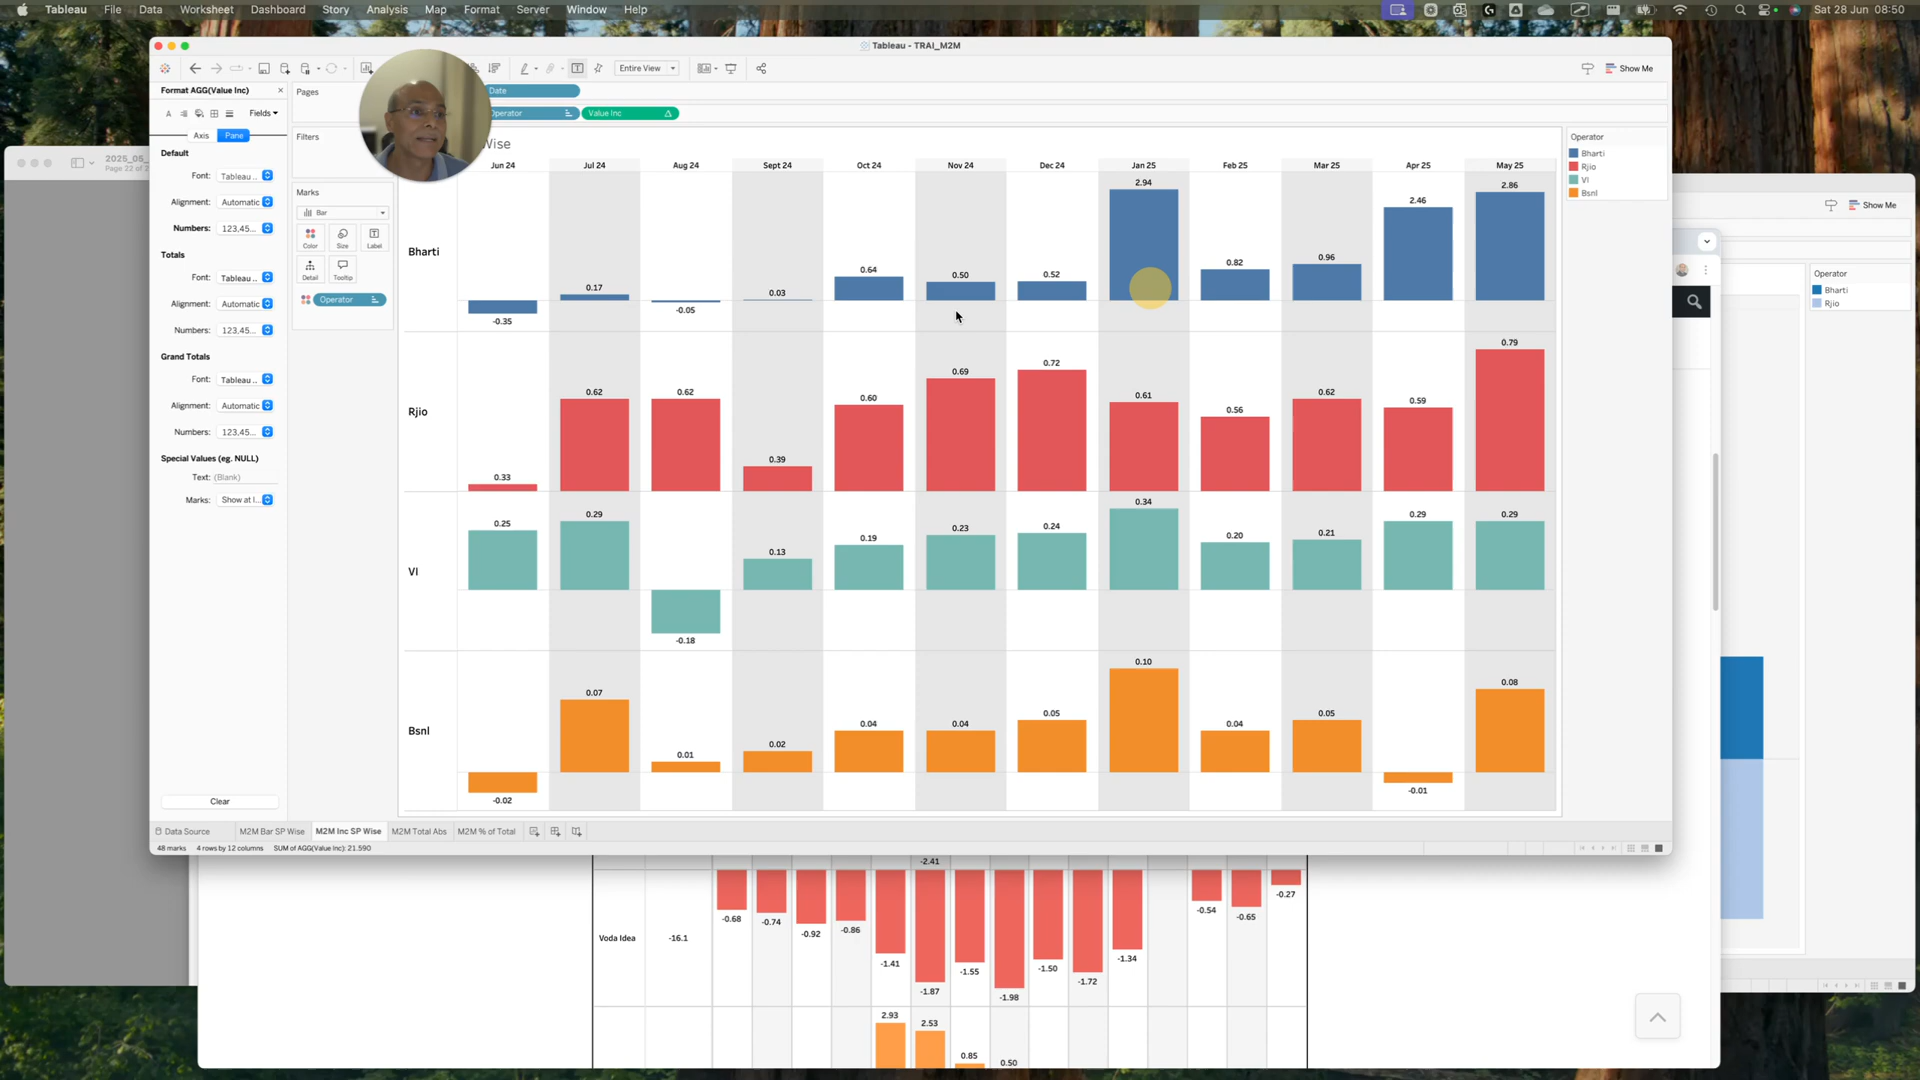 Tableau File Data Worksheet Dashboard Story Analysis Map Format Server Window Help Sat 28 Jun 08:50
Tableau - TRAI_M2M
Entire View
Show Me
Format AGG(Value Inc)
Pages
Date
Fields
Operator
Value Inc
Axis Pane
Filters
Wise
Default
Font: Tableau ..
Alignment: Automatic
Numbers: 123,45...
Totals
Font: Tableau ..
Alignment: Automatic
Numbers: 123,45...
Grand Totals
Font: Tableau ..
Alignment: Automatic
Numbers: 123,45...
Special Values (eg. NULL)
Text: (Blank)
Marks: Show at I...
Clear
Marks
Bar
Color Size Label
Detail Tooltip
Operator
Jun 24 Jul 24 Aug 24 Sept 24 Oct 24 Nov 24 Dec 24 Jan 25 Feb 25 Mar 25 Apr 25 May 25
Bharti
-0.35 0.17 -0.05 0.03 0.64 0.50 0.52 2.94 0.82 0.96 2.46 2.86
Rjio
0.33 0.62 0.62 0.39 0.60 0.69 0.72 0.61 0.56 0.62 0.59 0.79
VI
0.25 0.29 -0.18 0.13 0.19 0.23 0.24 0.34 0.20 0.21 0.29 0.29
Bsnl
-0.02 0.07 0.01 0.02 0.04 0.04 0.05 0.10 0.04 0.05 -0.01 0.08
Operator
Bharti
Rjio
VI
Bsnl
Data Source M2M Bar SP Wise M2M Inc SP Wise M2M Total Abs M2M % of Total
48 marks 4 rows by 12 columns SUM of AGG(Value Inc): 21.590
2025_05_
Page 22 of 2
Show Me
Operator
Bharti
Rjio
-2.41
Voda Idea -16.1
-0.68 -0.74 -0.92 -0.86 -1.41 -1.87 -1.55 -1.98 -1.50 -1.72 -1.34 -0.54 -0.65 -0.27
2.93 2.53 0.85 0.50